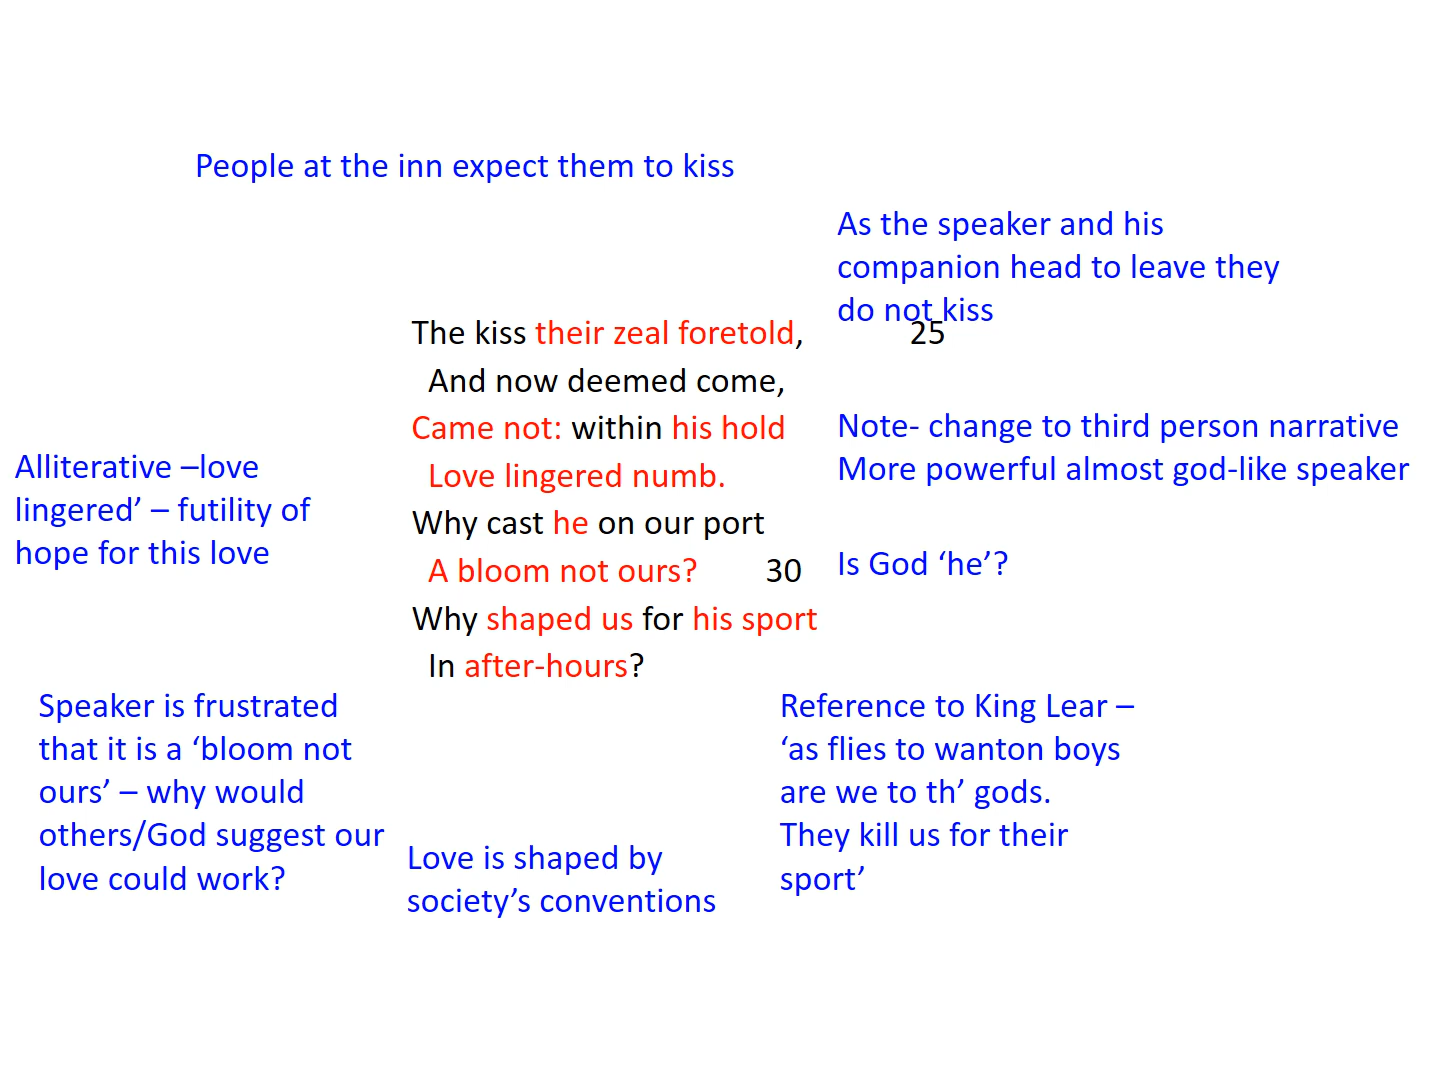 People at the inn expect them to kiss
As the speaker and his
companion head to leave they
do not kiss
The kiss their zeal foretold, 25
And now deemed come,
Came not: within his hold
Love lingered numb.
Why cast he on our port
A bloom not ours? 30
Why shaped us for his sport
In after-hours?
Note- change to third person narrative
More powerful almost god-like speaker
Is God ‘he’?
Alliterative –love
lingered’ – futility of
hope for this love
Speaker is frustrated
that it is a ‘bloom not
ours’ – why would
others/God suggest our
love could work?
Love is shaped by
society’s conventions
Reference to King Lear –
‘as flies to wanton boys
are we to th’ gods.
They kill us for their
sport’